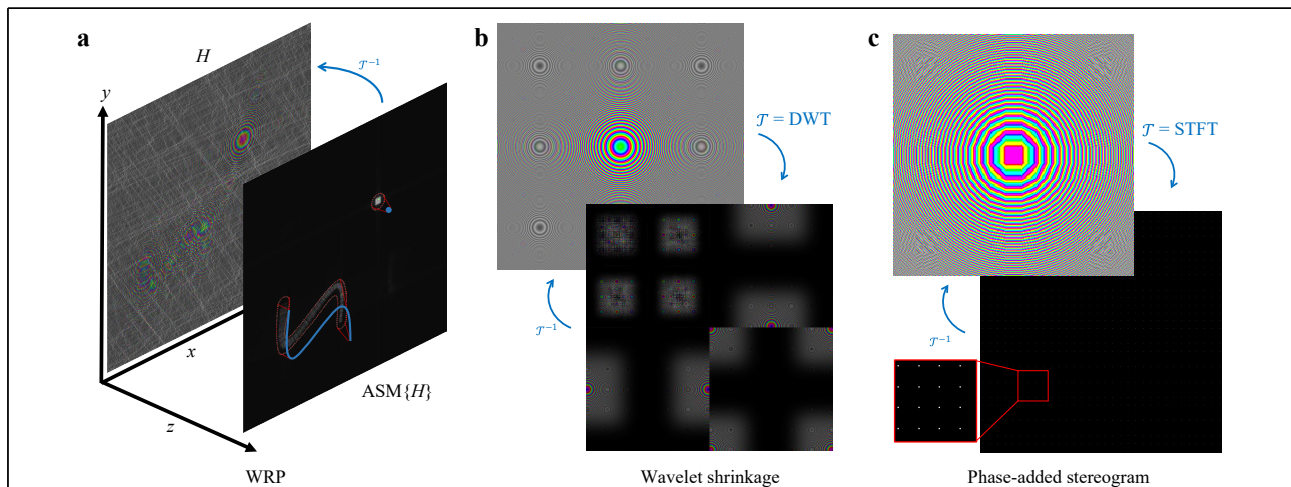 a
H
𝒯⁻¹
y
x
z
ASM{H}
WRP
b
𝒯 = DWT
𝒯⁻¹
Wavelet shrinkage
c
𝒯 = STFT
𝒯⁻¹
Phase-added stereogram